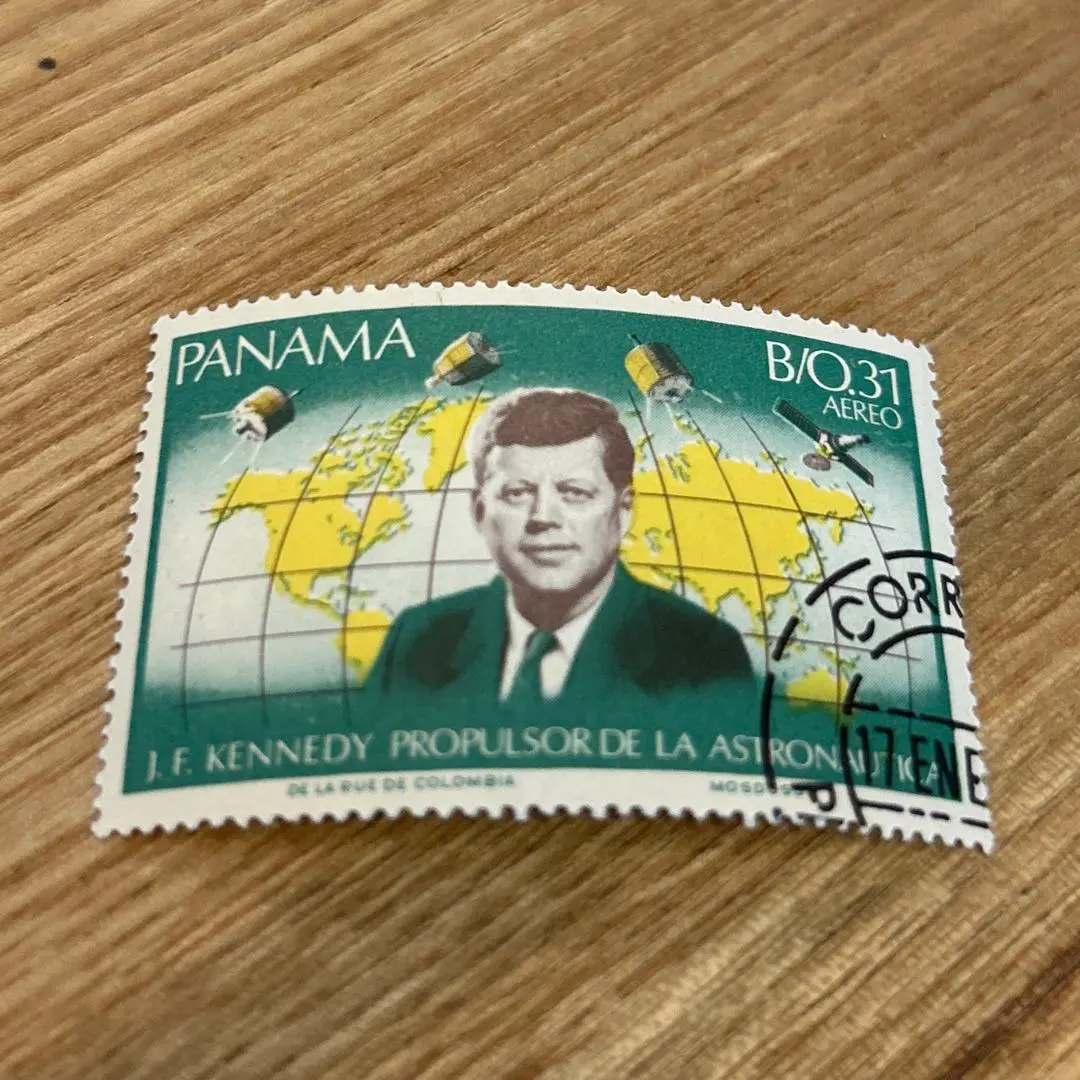 PANAMA
B/0.31
AEREO
J. F. KENNEDY PROPULSOR DE LA ASTRONAUTICA
DE LA RUE DE COLOMBIA
CORR
17 ENE
P